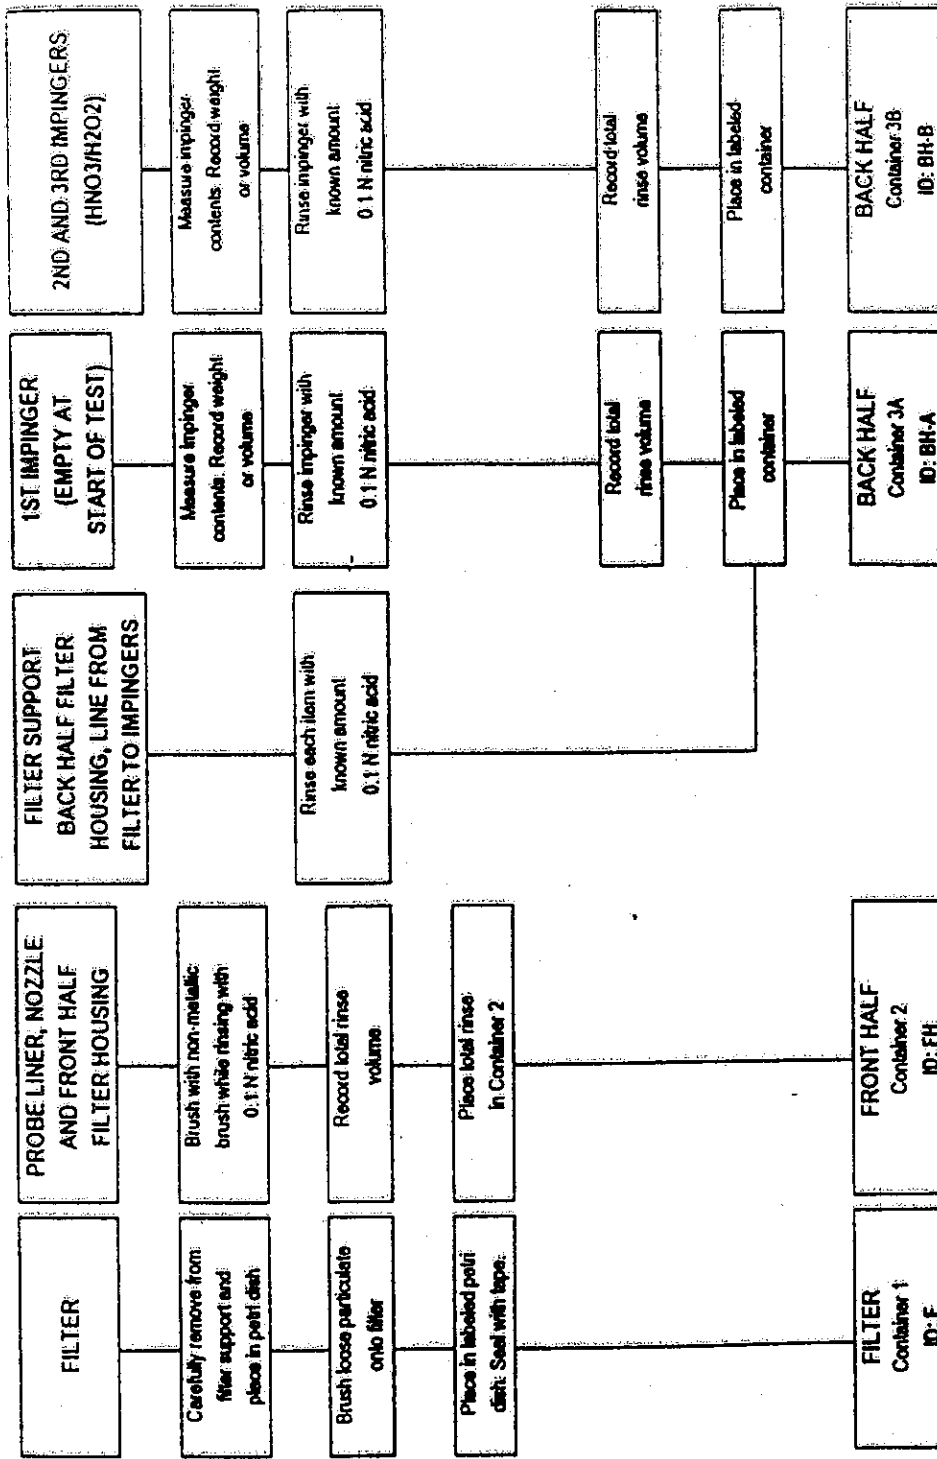 FILTER
Carefully remove from
filter support and
place in petri dish
Brush loose particulate
onto filter
Place in labeled petri
dish. Seal with tape.
FILTER
Container 1
ID: F
PROBE LINER, NOZZLE
AND FRONT HALF
FILTER HOUSING
Brush with non-metallic
brush while rinsing with
0.1 N nitric acid
Record total rinse
volume
Place total rinse
in Container 2
FRONT HALF
Container 2
ID: FH
FILTER SUPPORT
BACK HALF FILTER
HOUSING, LINE FROM
FILTER TO IMPINGERS
Rinse each item with
known amount
0.1 N nitric acid
1ST IMPINGER
(EMPTY AT
START OF TEST)
Measure impinger
contents. Record weight
or volume
Rinse impinger with
known amount
0.1 N nitric acid
Record total
rinse volume
Place in labeled
container
BACK HALF
Container 3A
ID: BH-A
2ND AND 3RD IMPINGERS
(HNO3/H2O2)
Measure impinger
contents. Record weight
or volume
Rinse impinger with
known amount
0.1 N nitric acid
Record total
rinse volume
Place in labeled
container
BACK HALF
Container 3B
ID: BH-B